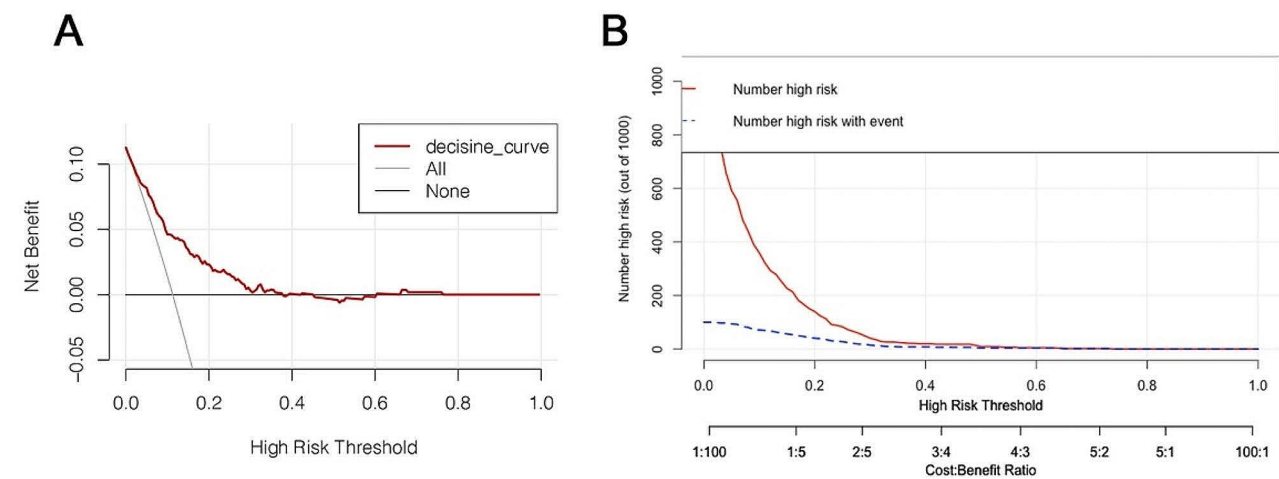 A
Net Benefit
0.10
0.05
0.00
−0.05
decisine_curve
All
None
0.0 0.2 0.4 0.6 0.8 1.0
High Risk Threshold
B
Number high risk (out of 1000)
1000
800
600
400
200
0
Number high risk
Number high risk with event
0.0 0.2 0.4 0.6 0.8 1.0
High Risk Threshold
1:100 1:5 2:5 3:4 4:3 5:2 5:1 100:1
Cost:Benefit Ratio